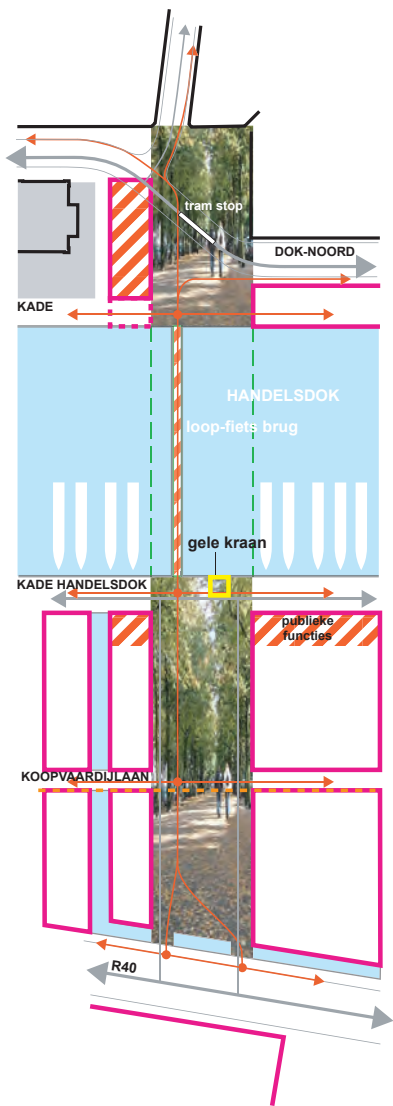 tram stop
DOK-NOORD
KADE
HANDELSDOK
loop-fiets brug
gele kraan
KADE HANDELSDOK
publieke
functies
KOOPVAARDIJLAAN
R40